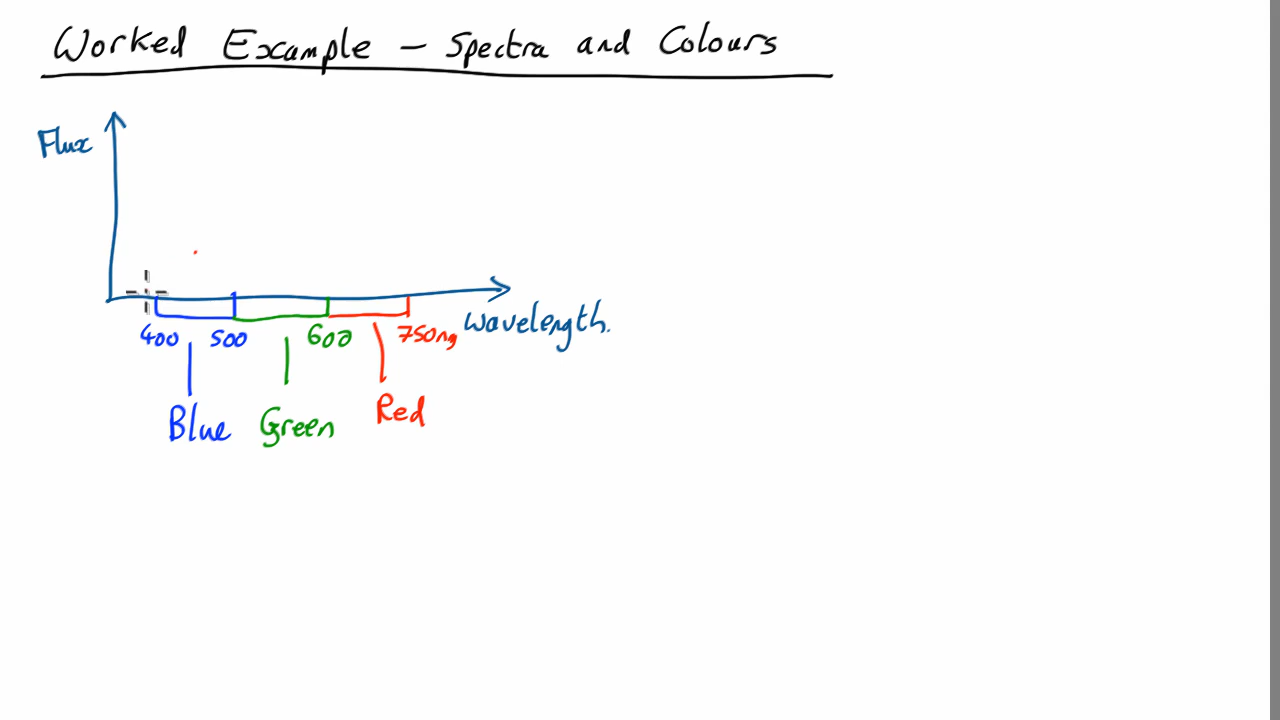 Worked Example - Spectra and Colours
Flux
400 500 600 750nm wavelength.
Blue Green Red